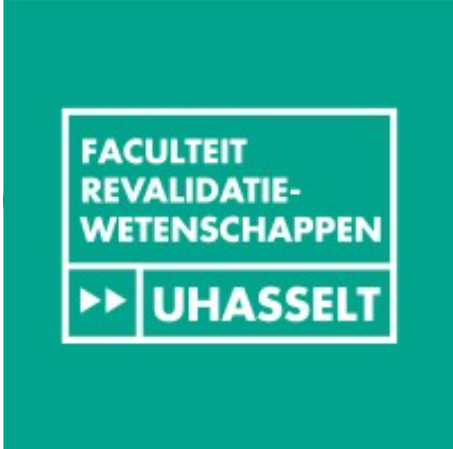 FACULTEIT
REVALIDATIE-
WETENSCHAPPEN
UHASSELT